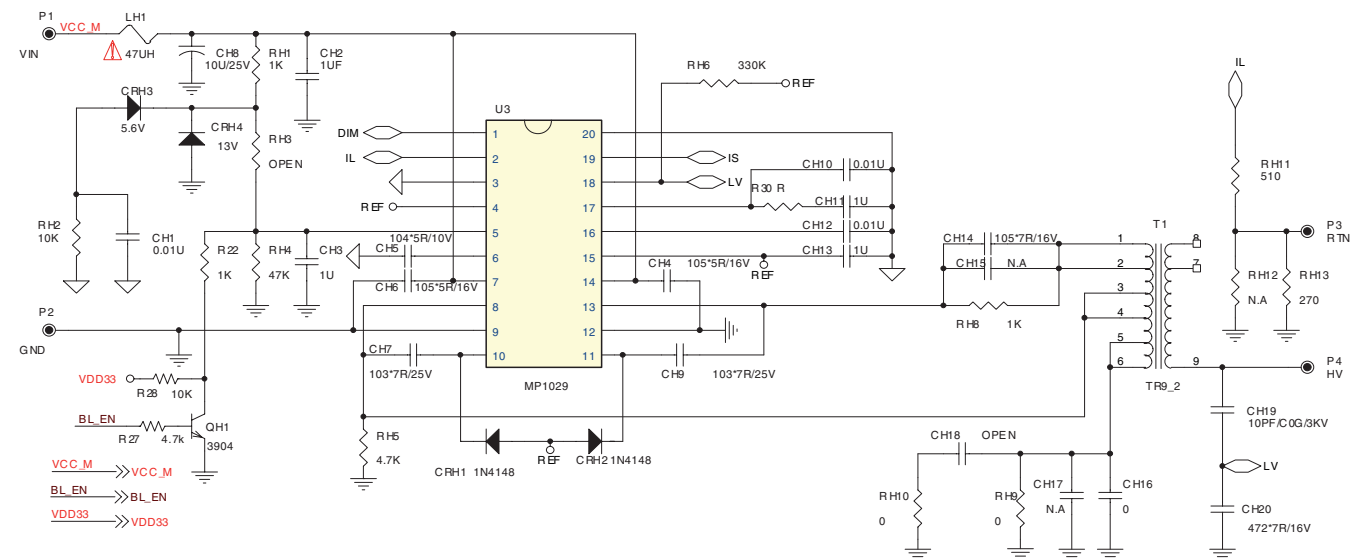 P1
VCC_M
LH1
VIN
47UH
CH8
10U/25V
RH1
1K
CH2
1UF
CRH3
5.6V
CRH4
13V
RH3
OPEN
RH2
10K
CH1
0.01U
R22
1K
RH4
47K
CH3
1U
P2
GND
VDD33
R28
10K
BL_EN
R27
4.7k
QH1
3904
VCC_M
VCC_M
BL_EN
BL_EN
VDD33
VDD33
RH6
330K
REF
U3
DIM
IL
REF
1
2
3
4
5
6
7
8
9
10
20
19
18
17
16
15
14
13
12
11
MP1029
IS
LV
CH10
0.01U
R30 R
CH11
1U
CH12
0.01U
CH13
1U
104*5R/10V
CH5
CH6
105*5R/16V
105*5R/16V
REF
CH4
CH7
103*7R/25V
CH9
103*7R/25V
RH5
4.7K
CRH1
1N4148
REF
CRH2
1N4148
CH14
105*7R/16V
CH15
N.A
RH8
1K
T1
1
2
3
4
5
6
8
7
9
TR9_2
CH18
OPEN
RH10
0
RH9
0
CH17
N.A
CH16
0
IL
RH11
510
P3
RTN
RH12
N.A
RH13
270
P4
HV
CH19
10PF/C0G/3KV
LV
CH20
472*7R/16V